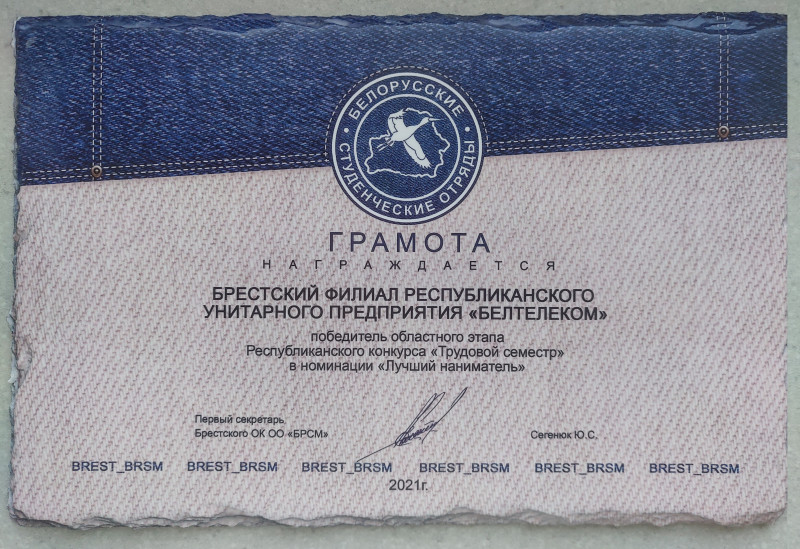 БЕЛОРУССКИЕ
СТУДЕНЧЕСКИЕ ОТРЯДЫ
ГРАМОТА
НАГРАЖДАЕТСЯ
БРЕСТСКИЙ ФИЛИАЛ РЕСПУБЛИКАНСКОГО
УНИТАРНОГО ПРЕДПРИЯТИЯ «БЕЛТЕЛЕКОМ»
победитель областного этапа
Республиканского конкурса «Трудовой семестр»
в номинации «Лучший наниматель»
Первый секретарь
Брестского ОК ОО «БРСМ»
Сегенюк Ю.С.
BREST_BRSM BREST_BRSM BREST_BRSM BREST_BRSM BREST_BRSM BREST_BRSM
2021г.